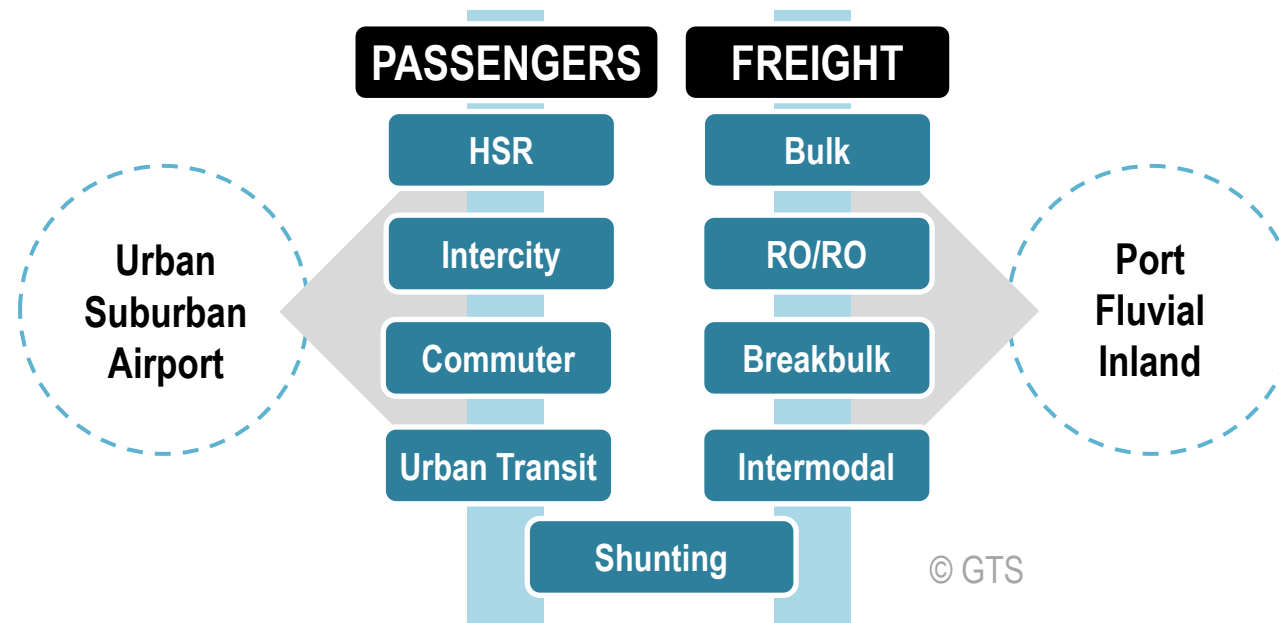 PASSENGERS
FREIGHT
HSR
Bulk
Intercity
RO/RO
Commuter
Breakbulk
Urban Transit
Intermodal
Shunting
Urban
Suburban
Airport
Port
Fluvial
Inland
© GTS